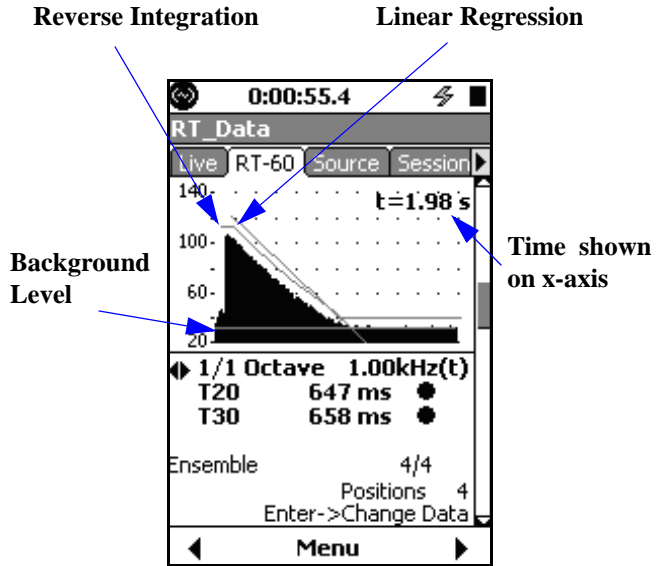 Reverse Integration
Linear Regression
0:00:55.4
RT_Data
Live RT-60 Source Session
140
t=1.98 s
100
60
20
Background
Level
Time shown
on x-axis
1/1 Octave 1.00kHz(t)
T20 647 ms
T30 658 ms
Ensemble 4/4
Positions 4
Enter->Change Data
Menu